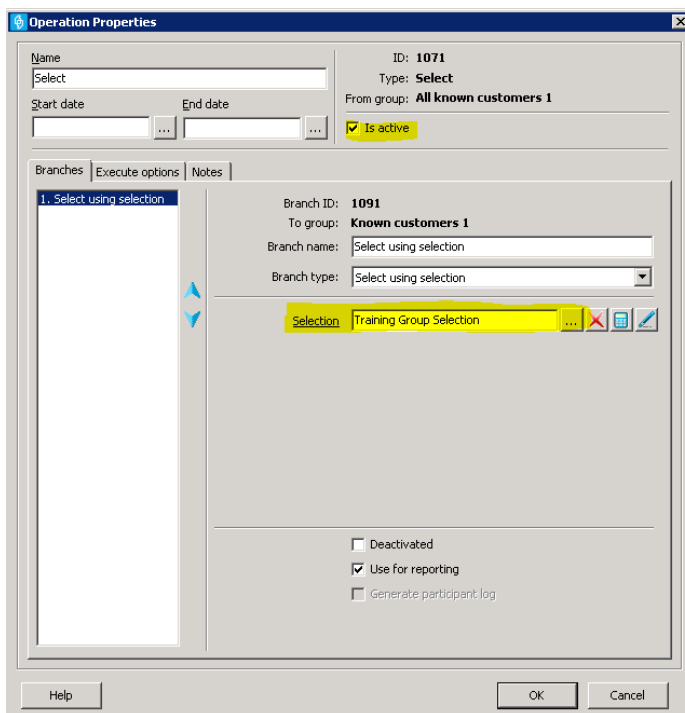 Operation Properties
Name
Select
Start date
End date
...
...
ID: 1071
Type: Select
From group: All known customers 1
Is active
Branches
Execute options
Notes
1. Select using selection
Branch ID: 1091
To group: Known customers 1
Branch name: Select using selection
Branch type: Select using selection
Selection Training Group Selection ...
Deactivated
Use for reporting
Generate participant log
Help
OK
Cancel